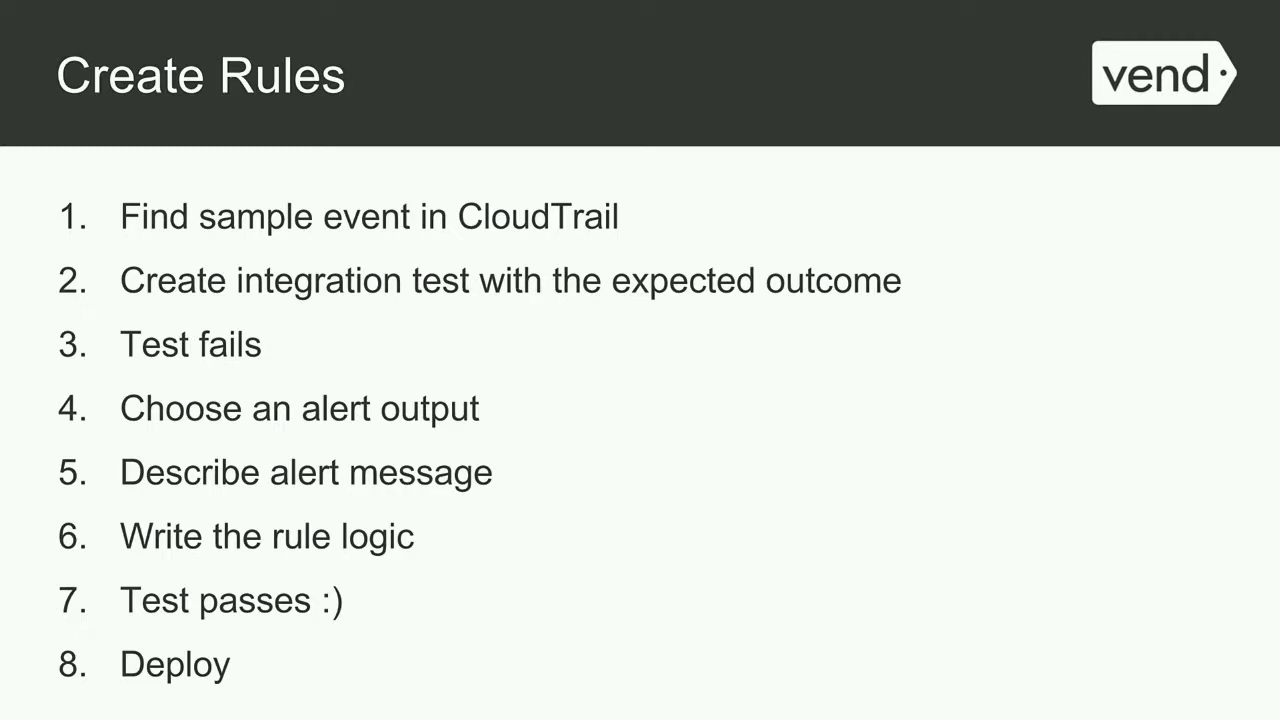 Create Rules
vend
1. Find sample event in CloudTrail
2. Create integration test with the expected outcome
3. Test fails
4. Choose an alert output
5. Describe alert message
6. Write the rule logic
7. Test passes :)
8. Deploy